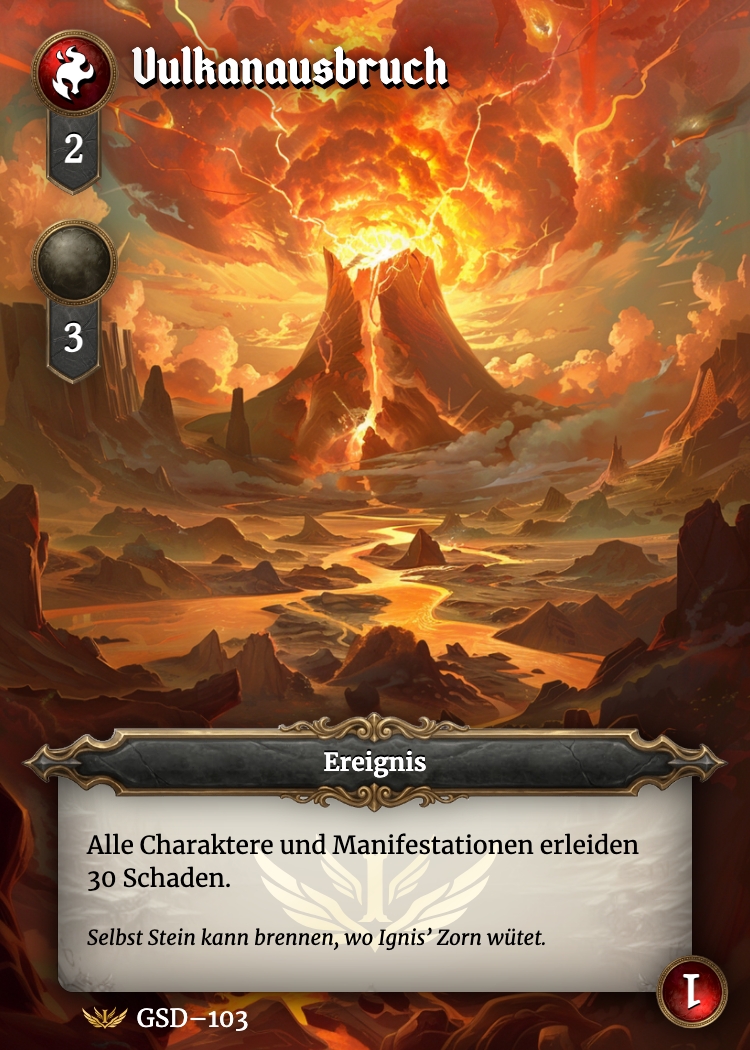 Vulkanausbruch
2
3
Ereignis
Alle Charaktere und Manifestationen erleiden
30 Schaden.
Selbst Stein kann brennen, wo Ignis’ Zorn wütet.
GSD–103
1